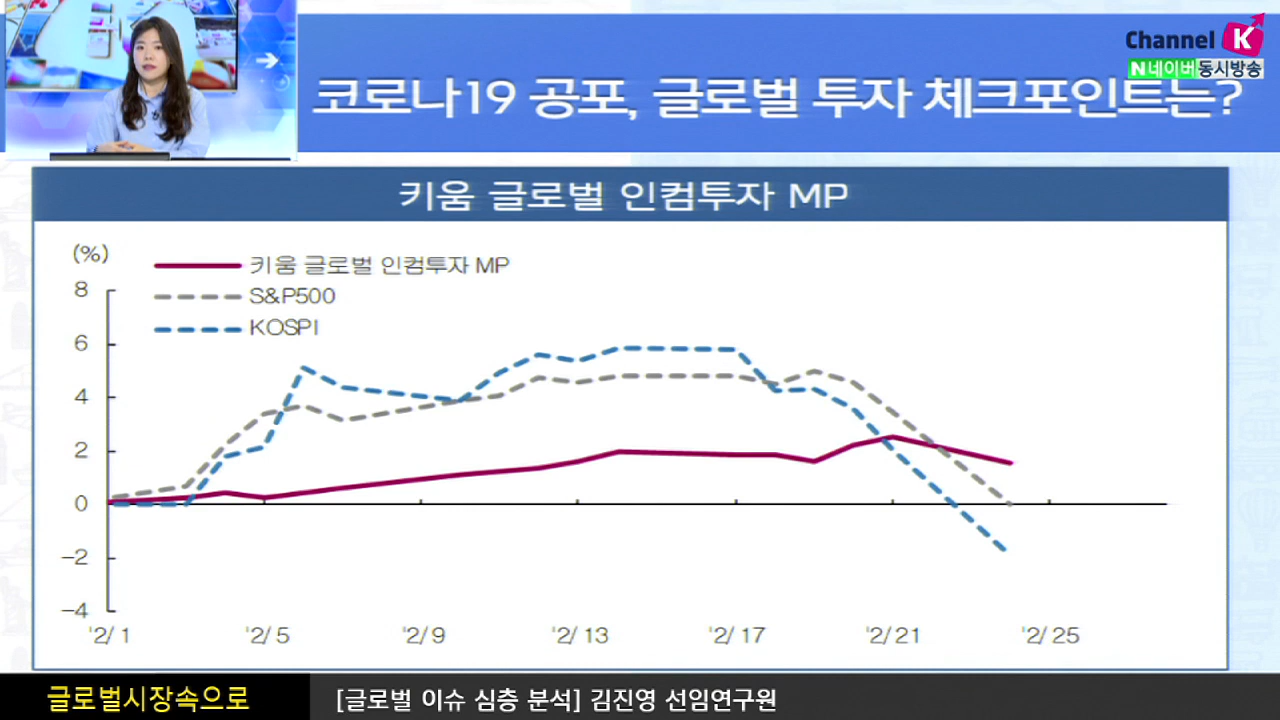 Channel K
N네이버 동시방송
코로나19 공포, 글로벌 투자 체크포인트는?
키움 글로벌 인컴투자 MP
(%)
키움 글로벌 인컴투자 MP
S&P500
KOSPI
8
6
4
2
0
-2
-4
'2/ 1
'2/ 5
'2/ 9
'2/ 13
'2/ 17
'2/ 21
'2/ 25
글로벌시장속으로
[글로벌 이슈 심층 분석] 김진영 선임연구원